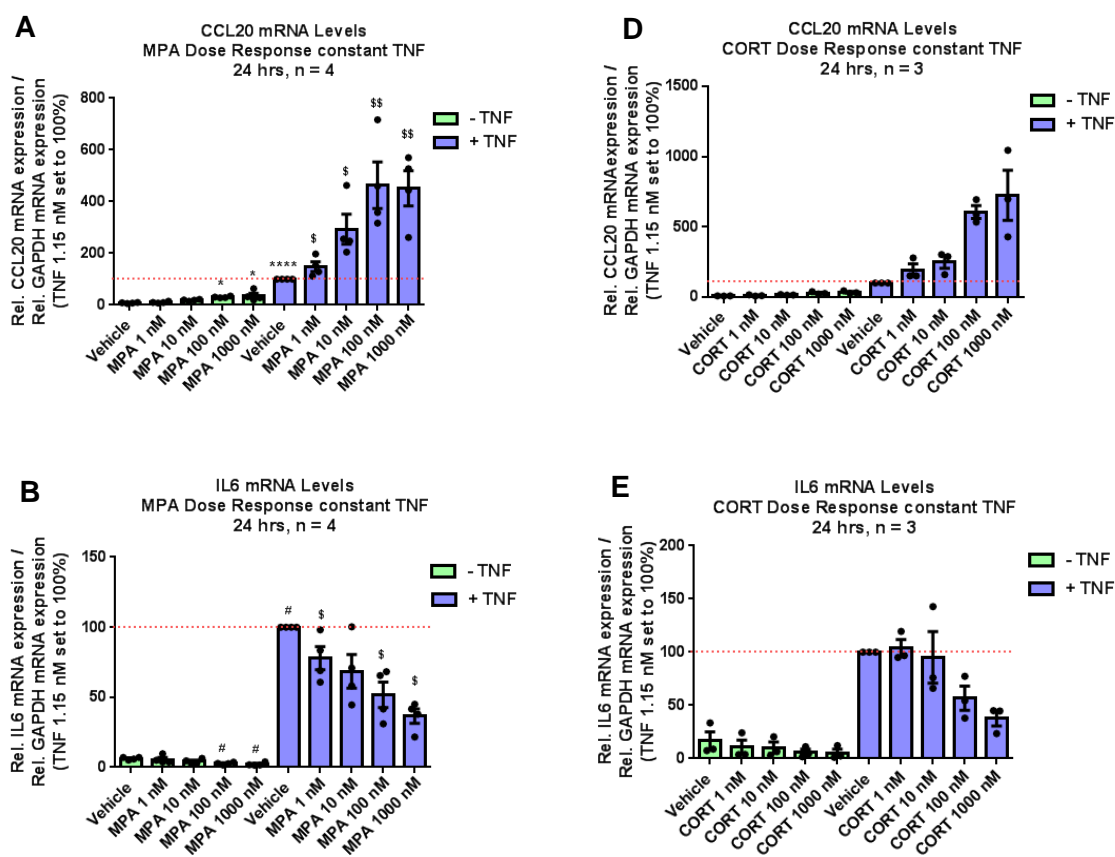 A
CCL20 mRNA Levels
MPA Dose Response constant TNF
24 hrs, n = 4
Rel. CCL20 mRNA expression /
Rel. GAPDH mRNA expression
(TNF 1.15 nM set to 100%)
800
600
400
200
0
* **** * $ $ $$ $$
- TNF
+ TNF
Vehicle
MPA 1 nM
MPA 10 nM
MPA 100 nM
MPA 1000 nM
Vehicle
MPA 1 nM
MPA 10 nM
MPA 100 nM
MPA 1000 nM
D
CCL20 mRNA Levels
CORT Dose Response constant TNF
24 hrs, n = 3
Rel. CCL20 mRNAexpression /
Rel. GAPDH mRNA expression
(TNF 1.15 nM set to 100%)
1500
1000
500
0
- TNF
+ TNF
Vehicle
CORT 1 nM
CORT 10 nM
CORT 100 nM
CORT 1000 nM
Vehicle
CORT 1 nM
CORT 10 nM
CORT 100 nM
CORT 1000 nM
B
IL6 mRNA Levels
MPA Dose Response constant TNF
24 hrs, n = 4
Rel. IL6 mRNA expression /
Rel. GAPDH mRNA expression
(TNF 1.15 nM set to 100%)
150
100
50
0
# # # $ $ $
- TNF
+ TNF
Vehicle
MPA 1 nM
MPA 10 nM
MPA 100 nM
MPA 1000 nM
Vehicle
MPA 1 nM
MPA 10 nM
MPA 100 nM
MPA 1000 nM
E
IL6 mRNA Levels
CORT Dose Response constant TNF
24 hrs, n = 3
Rel. IL6 mRNA expression /
Rel. GAPDH mRNA expression
(TNF 1.15 nM set to 100%)
200
150
100
50
0
- TNF
+ TNF
Vehicle
CORT 1 nM
CORT 10 nM
CORT 100 nM
CORT 1000 nM
Vehicle
CORT 1 nM
CORT 10 nM
CORT 100 nM
CORT 1000 nM